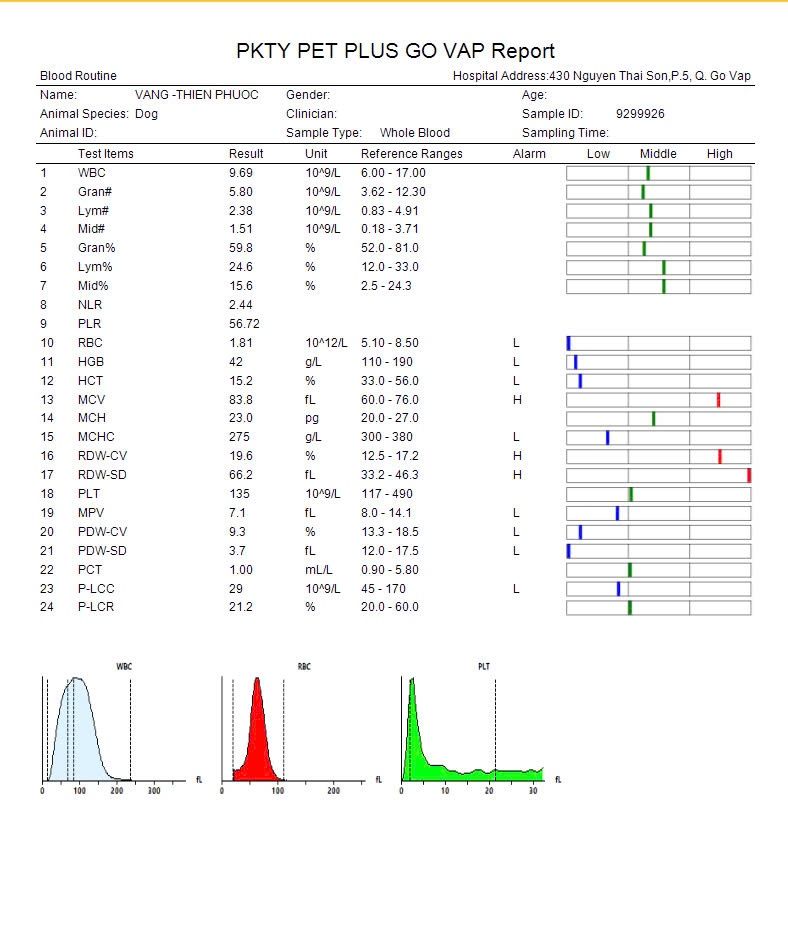 PKTY PET PLUS GO VAP Report
Blood Routine Hospital Address:430 Nguyen Thai Son,P.5, Q. Go Vap
Name: VANG -THIEN PHUOC Gender: Age:
Animal Species: Dog Clinician: Sample ID: 9299926
Animal ID: Sample Type: Whole Blood Sampling Time:
Test Items Result Unit Reference Ranges Alarm Low Middle High
1 WBC 9.69 10^9/L 6.00 - 17.00
2 Gran# 5.80 10^9/L 3.62 - 12.30
3 Lym# 2.38 10^9/L 0.83 - 4.91
4 Mid# 1.51 10^9/L 0.18 - 3.71
5 Gran% 59.8 % 52.0 - 81.0
6 Lym% 24.6 % 12.0 - 33.0
7 Mid% 15.6 % 2.5 - 24.3
8 NLR 2.44
9 PLR 56.72
10 RBC 1.81 10^12/L 5.10 - 8.50 L
11 HGB 42 g/L 110 - 190 L
12 HCT 15.2 % 33.0 - 56.0 L
13 MCV 83.8 fL 60.0 - 76.0 H
14 MCH 23.0 pg 20.0 - 27.0
15 MCHC 275 g/L 300 - 380 L
16 RDW-CV 19.6 % 12.5 - 17.2 H
17 RDW-SD 66.2 fL 33.2 - 46.3 H
18 PLT 135 10^9/L 117 - 490
19 MPV 7.1 fL 8.0 - 14.1 L
20 PDW-CV 9.3 % 13.3 - 18.5 L
21 PDW-SD 3.7 fL 12.0 - 17.5 L
22 PCT 1.00 mL/L 0.90 - 5.80
23 P-LCC 29 10^9/L 45 - 170 L
24 P-LCR 21.2 % 20.0 - 60.0
WBC RBC PLT
fL fL fL
0 100 200 300 0 100 200 0 10 20 30